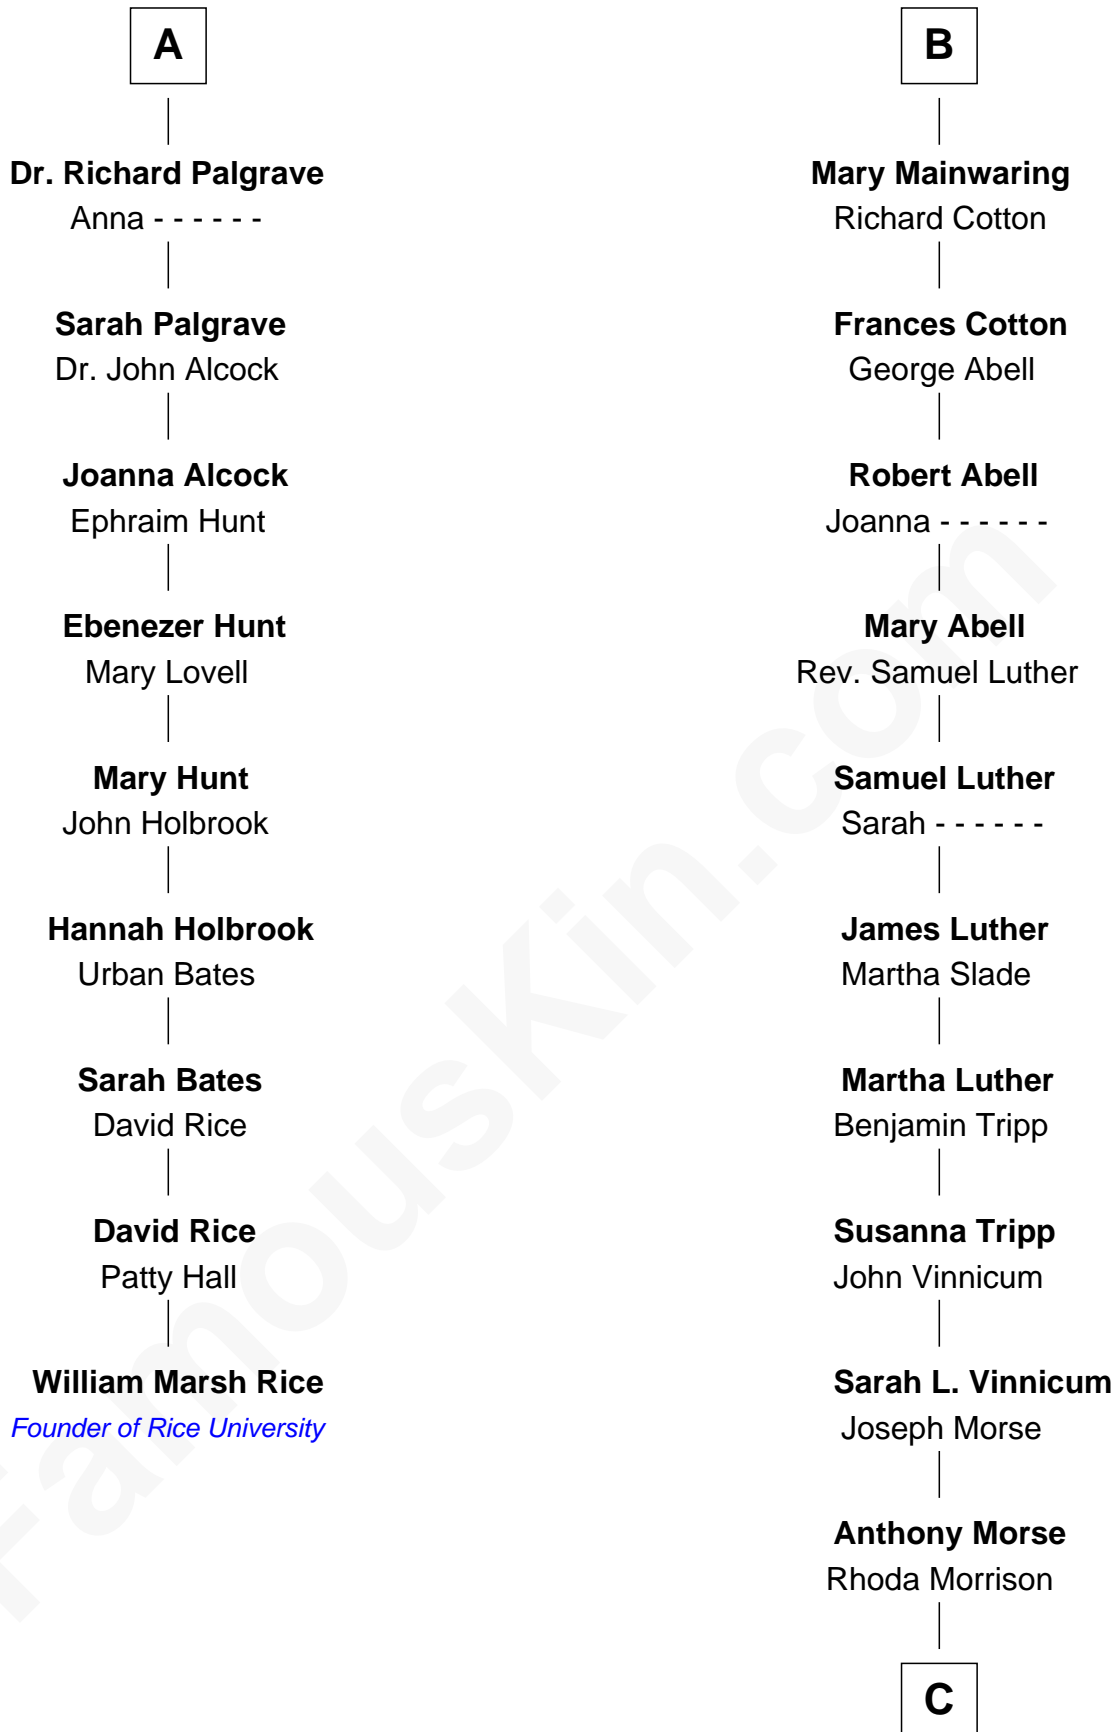 A
Dr. Richard Palgrave
Anna - - - - - -
Sarah Palgrave
Dr. John Alcock
Joanna Alcock
Ephraim Hunt
Ebenezer Hunt
Mary Lovell
Mary Hunt
John Holbrook
Hannah Holbrook
Urban Bates
Sarah Bates
David Rice
David Rice
Patty Hall
William Marsh Rice
Founder of Rice University
B
Mary Mainwaring
Richard Cotton
Frances Cotton
George Abell
Robert Abell
Joanna - - - - - -
Mary Abell
Rev. Samuel Luther
Samuel Luther
Sarah - - - - - -
James Luther
Martha Slade
Martha Luther
Benjamin Tripp
Susanna Tripp
John Vinnicum
Sarah L. Vinnicum
Joseph Morse
Anthony Morse
Rhoda Morrison
C
FamousKin.com